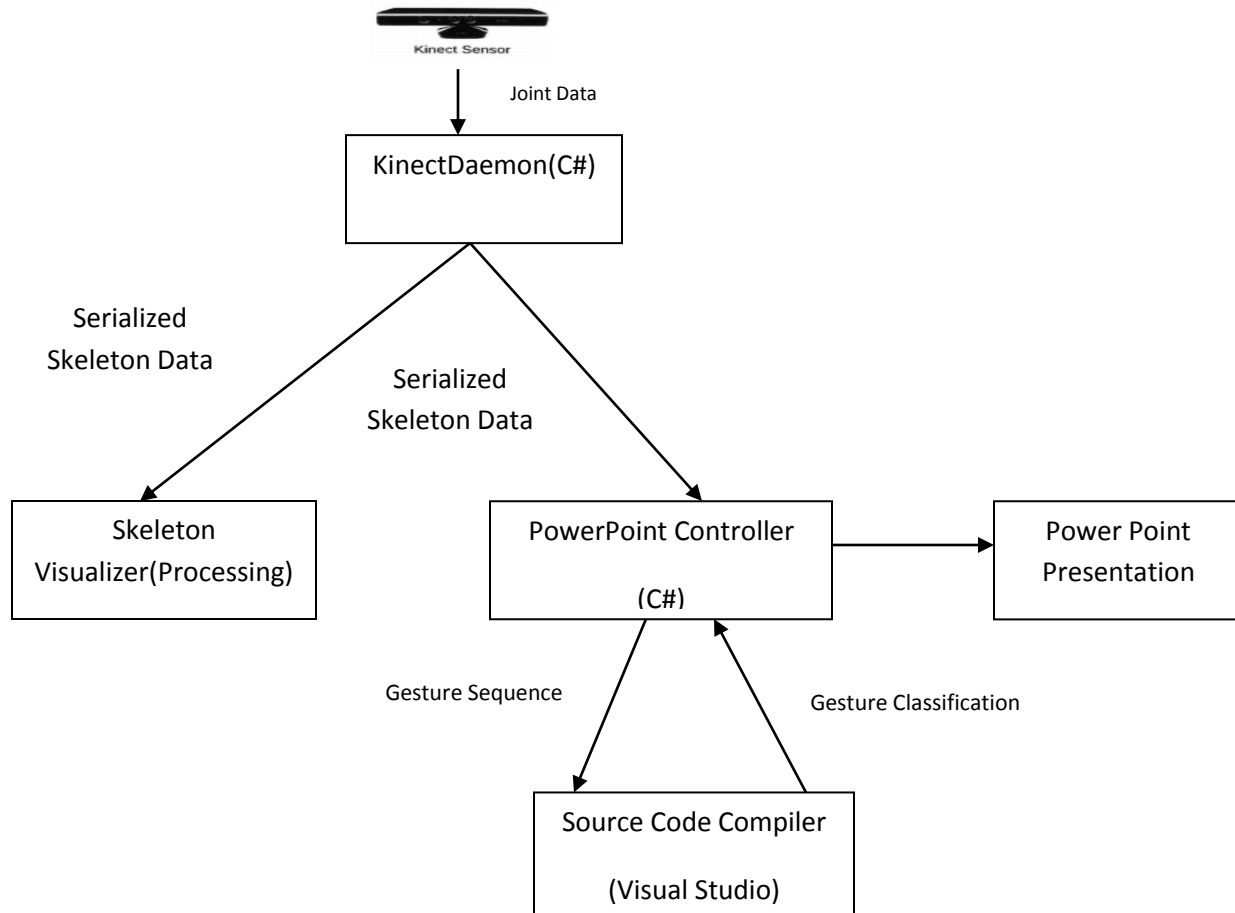 Kinect Sensor
Joint Data
KinectDaemon(C#)
Serialized
Skeleton Data
Serialized
Skeleton Data
Skeleton
Visualizer(Processing)
PowerPoint Controller
(C#)
Power Point
Presentation
Gesture Sequence
Gesture Classification
Source Code Compiler
(Visual Studio)